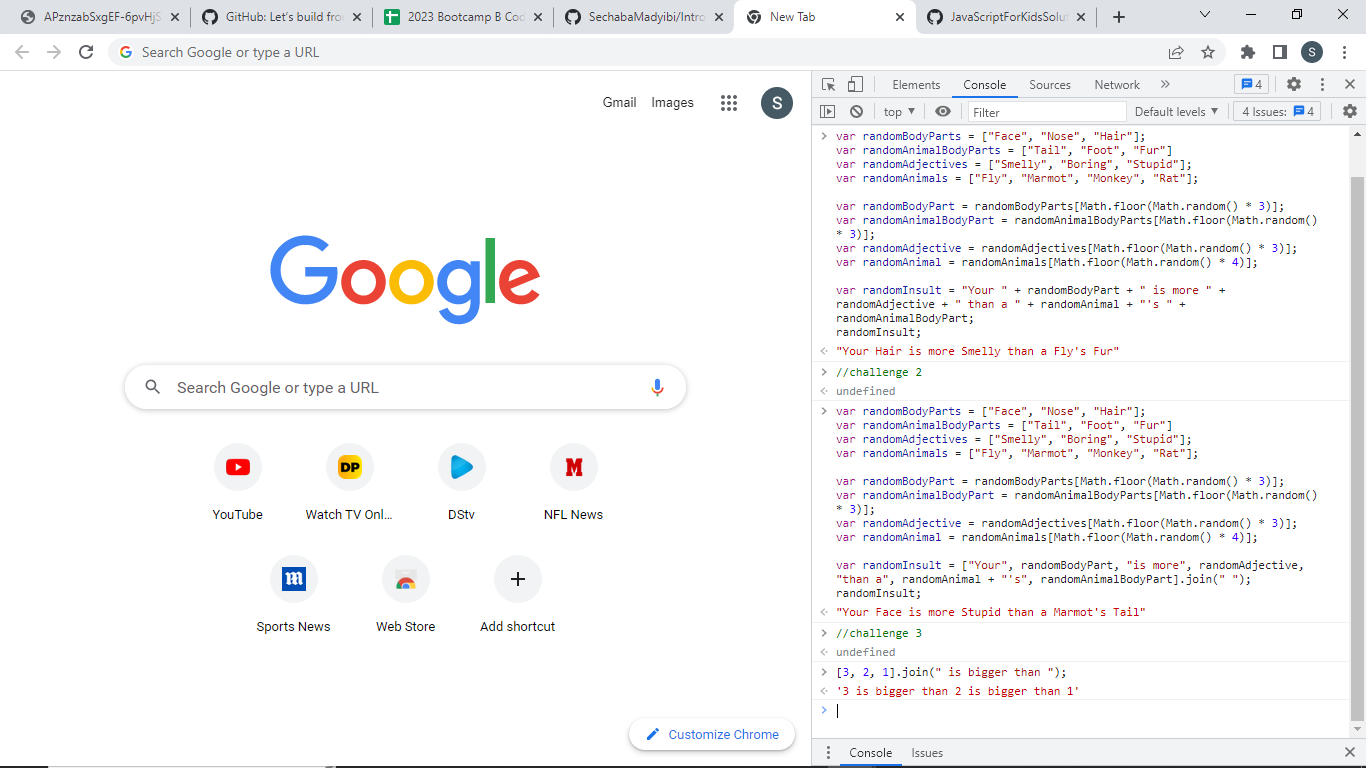 APznzabSxgEF-6pvHjS
GitHub: Let's build fro
2023 Bootcamp B Cod
SechabaMadyibi/Intro
New Tab
JavaScriptForKidsSolut
Search Google or type a URL
S
Gmail Images
S
Google
Search Google or type a URL
YouTube
DP
Watch TV Onl...
DStv
M
NFL News
m
Sports News
Web Store
Add shortcut
Customize Chrome
Elements Console Sources Network » 4
top ▼ Filter Default levels ▼ 4 Issues: 4
var randomBodyParts = ["Face", "Nose", "Hair"];
var randomAnimalBodyParts = ["Tail", "Foot", "Fur"]
var randomAdjectives = ["Smelly", "Boring", "Stupid"];
var randomAnimals = ["Fly", "Marmot", "Monkey", "Rat"];
var randomBodyPart = randomBodyParts[Math.floor(Math.random() * 3)];
var randomAnimalBodyPart = randomAnimalBodyParts[Math.floor(Math.random()
* 3)];
var randomAdjective = randomAdjectives[Math.floor(Math.random() * 3)];
var randomAnimal = randomAnimals[Math.floor(Math.random() * 4)];
var randomInsult = "Your " + randomBodyPart + " is more " +
randomAdjective + " than a " + randomAnimal + "'s " +
randomAnimalBodyPart;
randomInsult;
"Your Hair is more Smelly than a Fly's Fur"
//challenge 2
undefined
var randomBodyParts = ["Face", "Nose", "Hair"];
var randomAnimalBodyParts = ["Tail", "Foot", "Fur"]
var randomAdjectives = ["Smelly", "Boring", "Stupid"];
var randomAnimals = ["Fly", "Marmot", "Monkey", "Rat"];
var randomBodyPart = randomBodyParts[Math.floor(Math.random() * 3)];
var randomAnimalBodyPart = randomAnimalBodyParts[Math.floor(Math.random()
* 3)];
var randomAdjective = randomAdjectives[Math.floor(Math.random() * 3)];
var randomAnimal = randomAnimals[Math.floor(Math.random() * 4)];
var randomInsult = ["Your", randomBodyPart, "is more", randomAdjective,
"than a", randomAnimal + "'s", randomAnimalBodyPart].join(" ");
randomInsult;
"Your Face is more Stupid than a Marmot's Tail"
//challenge 3
undefined
[3, 2, 1].join(" is bigger than ");
'3 is bigger than 2 is bigger than 1'
Console Issues